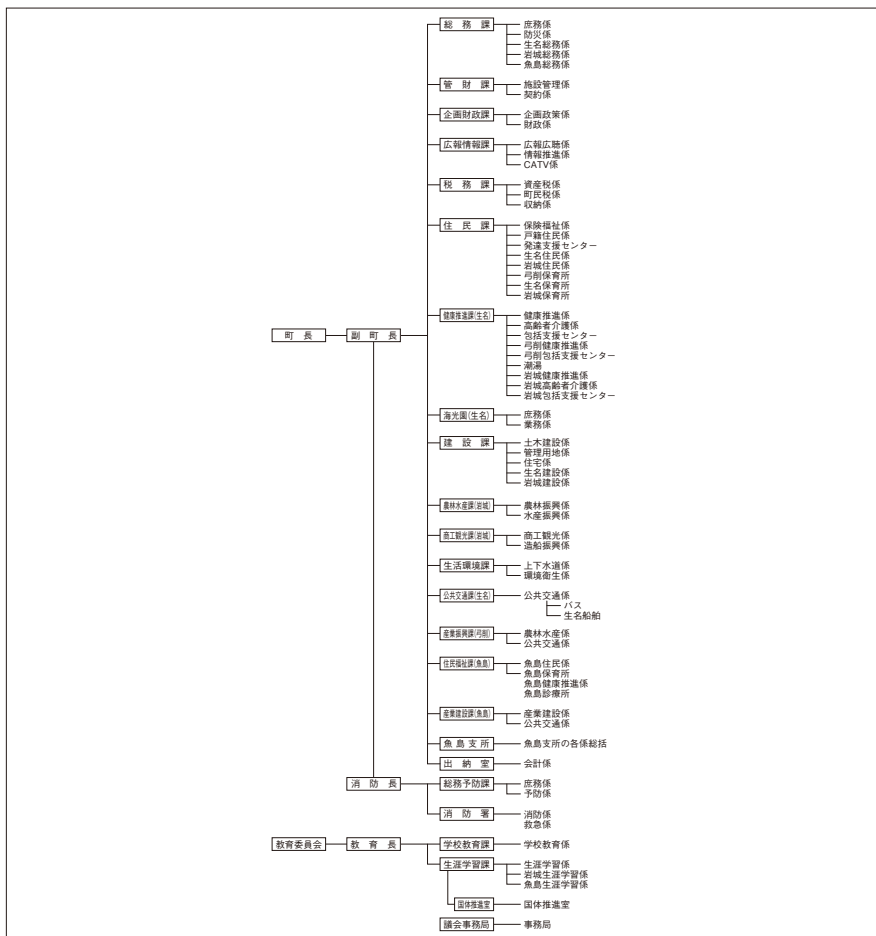 総務課
庶務係
防災係
生名総務係
岩城総務係
魚島総務係
管財課
施設管理係
契約係
企画財政課
企画政策係
財政係
広報情報課
広報広聴係
情報推進係
CATV係
税務課
資産税係
町民税係
収納係
住民課
保険福祉係
戸籍住民係
発達支援センター
生名住民係
岩城住民係
弓削保育所
生名保育所
岩城保育所
町長
副町長
健康推進課(生名)
健康推進係
高齢者介護係
包括支援センター
弓削健康推進係
弓削包括支援センター
潮湯
岩城健康推進係
岩城高齢者介護係
岩城包括支援センター
海光園(生名)
庶務係
業務係
建設課
土木建設係
管理用地係
住宅係
生名建設係
岩城建設係
農林水産課(岩城)
農林振興係
水産振興係
商工観光課(岩城)
商工観光係
造船振興係
生活環境課
上下水道係
環境衛生係
公共交通課(生名)
公共交通係
バス
生名船舶
産業振興課(弓削)
農林水産係
公共交通係
住民福祉課(魚島)
魚島住民係
魚島保育所
魚島健康推進係
魚島診療所
産業建設課(魚島)
産業建設係
公共交通係
魚島支所
魚島支所の各係総括
出納室
会計係
消防長
総務予防課
庶務係
予防係
消防署
消防係
救急係
教育委員会
教育長
学校教育課
学校教育係
生涯学習課
生涯学習係
岩城生涯学習係
魚島生涯学習係
国体推進室
国体推進室
議会事務局
事務局